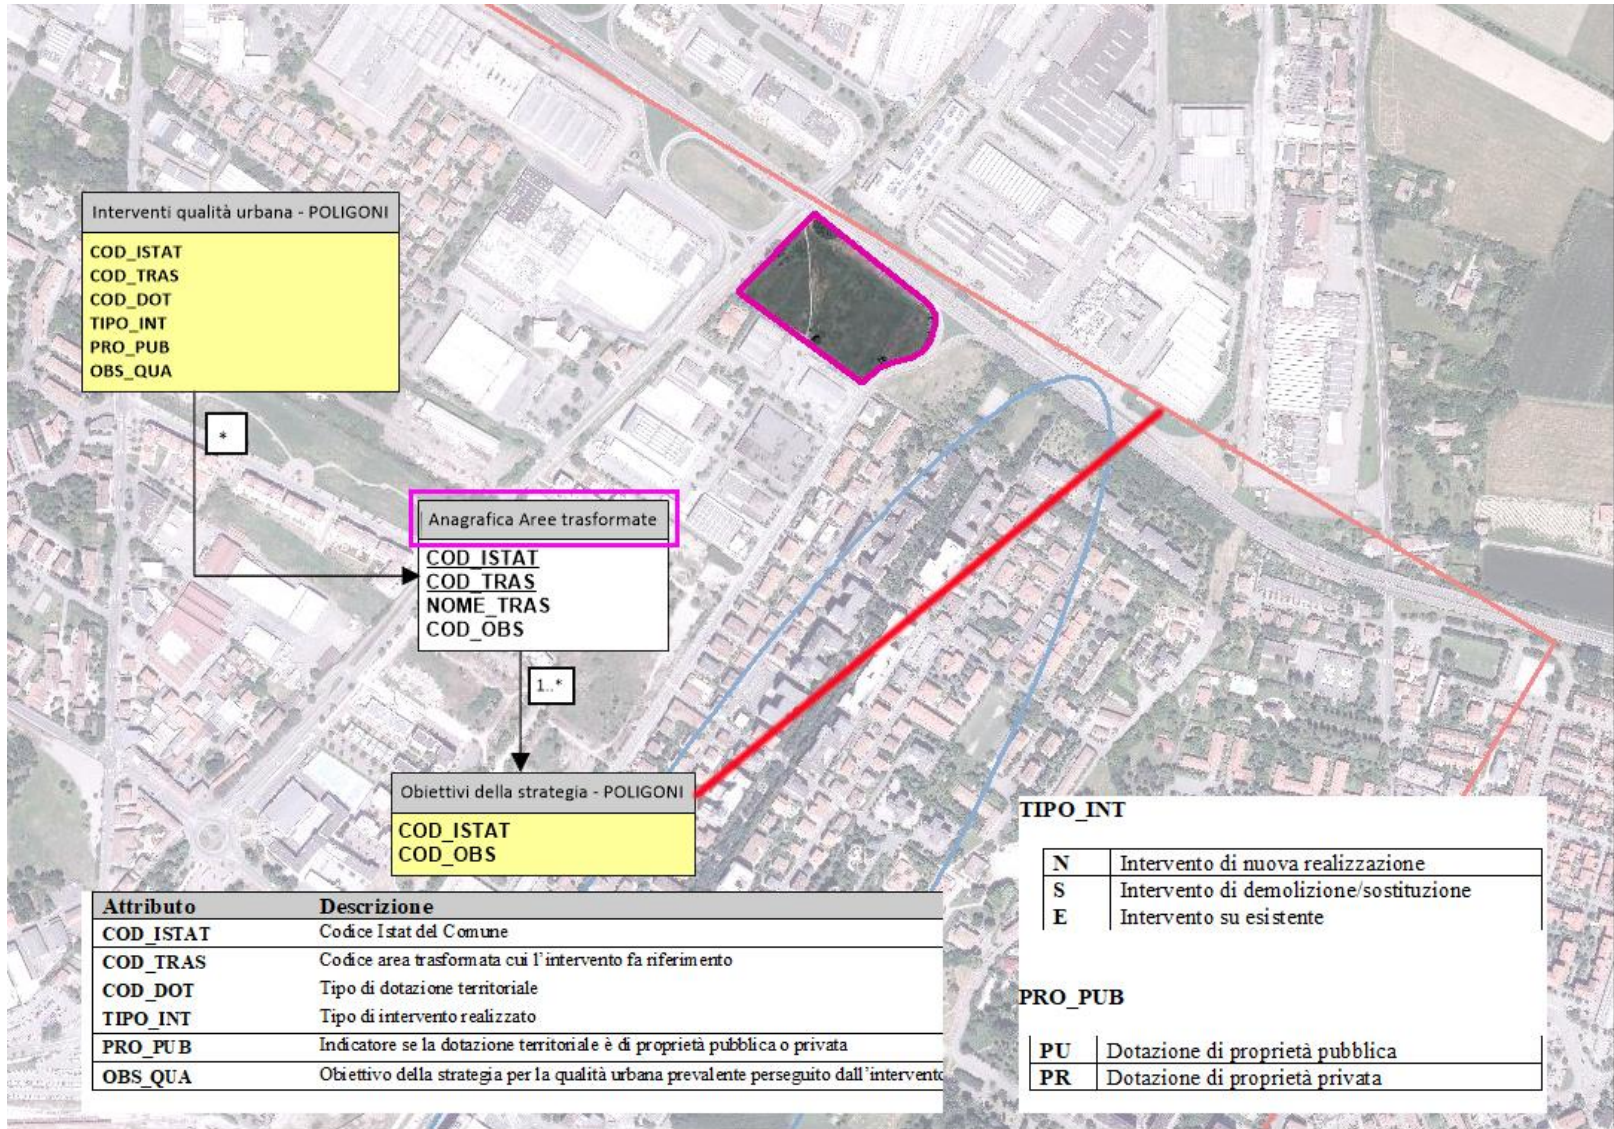 Interventi qualità urbana - POLIGONI
COD_ISTAT
COD_TRAS
COD_DOT
TIPO_INT
PRO_PUB
OBS_QUA
*
Anagrafica Aree trasformate
COD_ISTAT
COD_TRAS
NOME_TRAS
COD_OBS
1..*
Obiettivi della strategia - POLIGONI
COD_ISTAT
COD_OBS
Attributo Descrizione
COD_ISTAT Codice Istat del Comune
COD_TRAS Codice area trasformata cui l'intervento fa riferimento
COD_DOT Tipo di dotazione territoriale
TIPO_INT Tipo di intervento realizzato
PRO_PUB Indicatore se la dotazione territoriale è di proprietà pubblica o privata
OBS_QUA Obiettivo della strategia per la qualità urbana prevalente perseguito dall'intervento
TIPO_INT
N Intervento di nuova realizzazione
S Intervento di demolizione/sostituzione
E Intervento su esistente
PRO_PUB
PU Dotazione di proprietà pubblica
PR Dotazione di proprietà privata